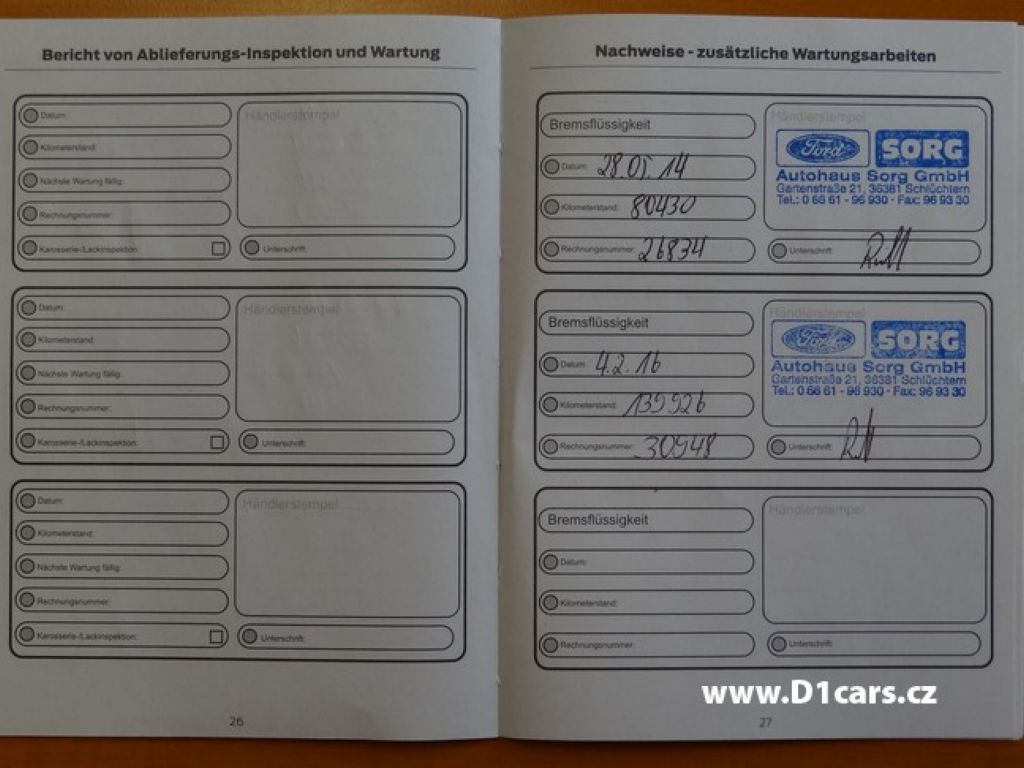 Bericht von Ablieferungs-Inspektion und Wartung
Datum:
Kilometerstand:
Nächste Wartung fällig:
Rechnungsnummer:
Karosserie-/Lackinspektion:
Händlerstempel
Unterschrift:
Datum:
Kilometerstand:
Nächste Wartung fällig:
Rechnungsnummer:
Karosserie-/Lackinspektion:
Händlerstempel
Unterschrift:
Datum:
Kilometerstand:
Nächste Wartung fällig:
Rechnungsnummer:
Karosserie-/Lackinspektion:
Händlerstempel
Unterschrift:
26
Nachweise - zusätzliche Wartungsarbeiten
Bremsflüssigkeit
Datum: 28.05.14
Kilometerstand: 80430
Rechnungsnummer: 26834
Händlerstempel
Ford SORG
Autohaus Sorg GmbH
Gartenstraße 21, 36381 Schlüchtern
Tel.: 0 66 61 - 96 930 · Fax: 96 93 30
Unterschrift:
Bremsflüssigkeit
Datum: 4.2.16
Kilometerstand: 139926
Rechnungsnummer: 30948
Händlerstempel
Ford SORG
Autohaus Sorg GmbH
Gartenstraße 21, 36381 Schlüchtern
Tel.: 0 66 61 - 96 930 · Fax: 96 93 30
Unterschrift:
Bremsflüssigkeit
Datum:
Kilometerstand:
Rechnungsnummer:
Händlerstempel
Unterschrift:
www.D1cars.cz
27